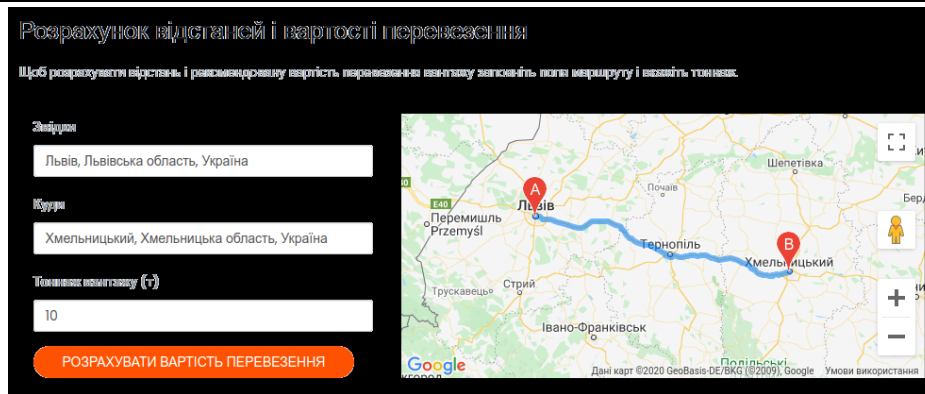 Розрахунок відстаней і вартості перевезення
Щоб розрахувати відстань і рекомендовану вартість перевезення вантажу заповніть поля маршруту і вкажіть тоннаж.
Звідки
Львів, Львівська область, Україна
Куди
Хмельницький, Хмельницька область, Україна
Тоннаж вантажу (т)
10
РОЗРАХУВАТИ ВАРТІСТЬ ПЕРЕВЕЗЕННЯ
Шепетівка
A
Почаїв
E40
Львів
Перемишль
Przemyśl
Тернопіль
B
Хмельницький
Стрий
Трускавець
Івано-Франківськ
Google
Дані карт ©2020 GeoBasis-DE/BKG (©2009), Google
Умови використання